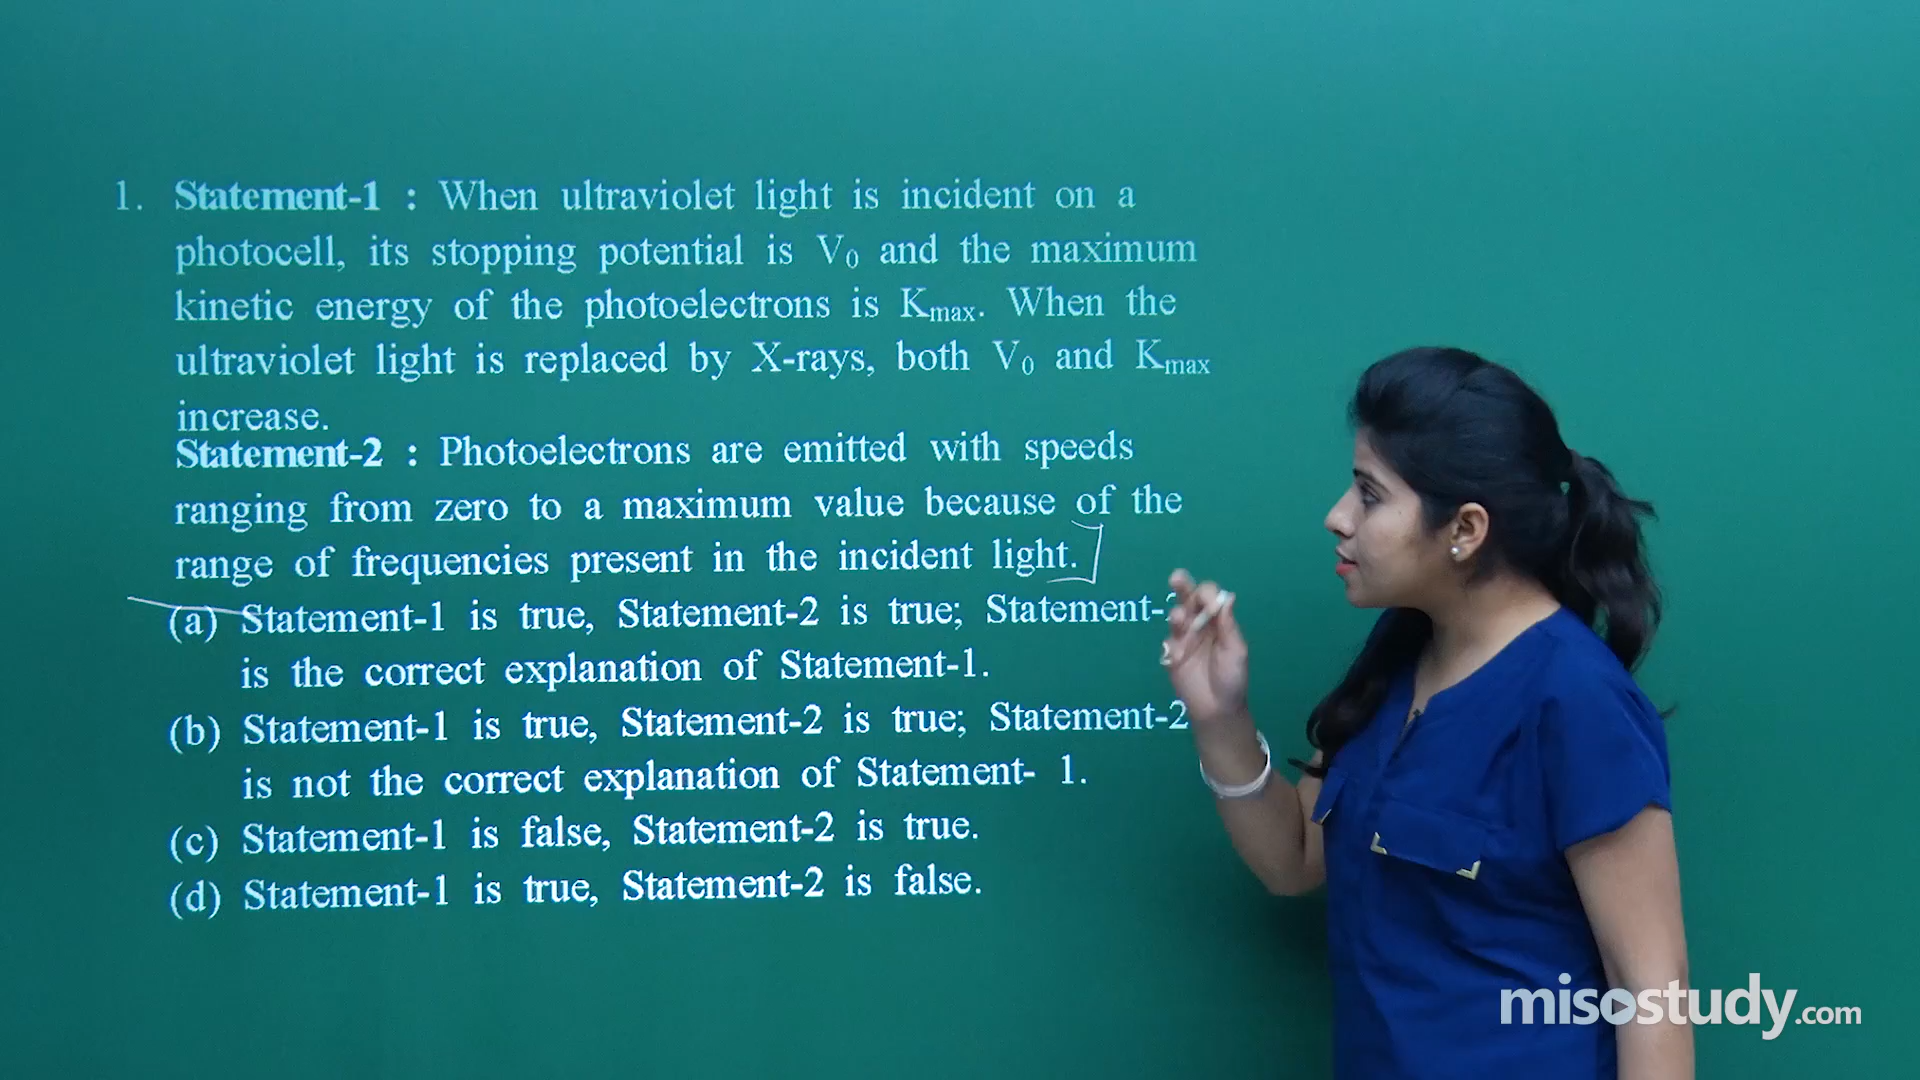 1. Statement-1 : When ultraviolet light is incident on a
photocell, its stopping potential is V₀ and the maximum
kinetic energy of the photoelectrons is Kₘₐₓ. When the
ultraviolet light is replaced by X-rays, both V₀ and Kₘₐₓ
increase.
Statement-2 : Photoelectrons are emitted with speeds
ranging from zero to a maximum value because of the
range of frequencies present in the incident light.
(a) Statement-1 is true, Statement-2 is true; Statement-2
is the correct explanation of Statement-1.
(b) Statement-1 is true, Statement-2 is true; Statement-2
is not the correct explanation of Statement- 1.
(c) Statement-1 is false, Statement-2 is true.
(d) Statement-1 is true, Statement-2 is false.
misostudy.com